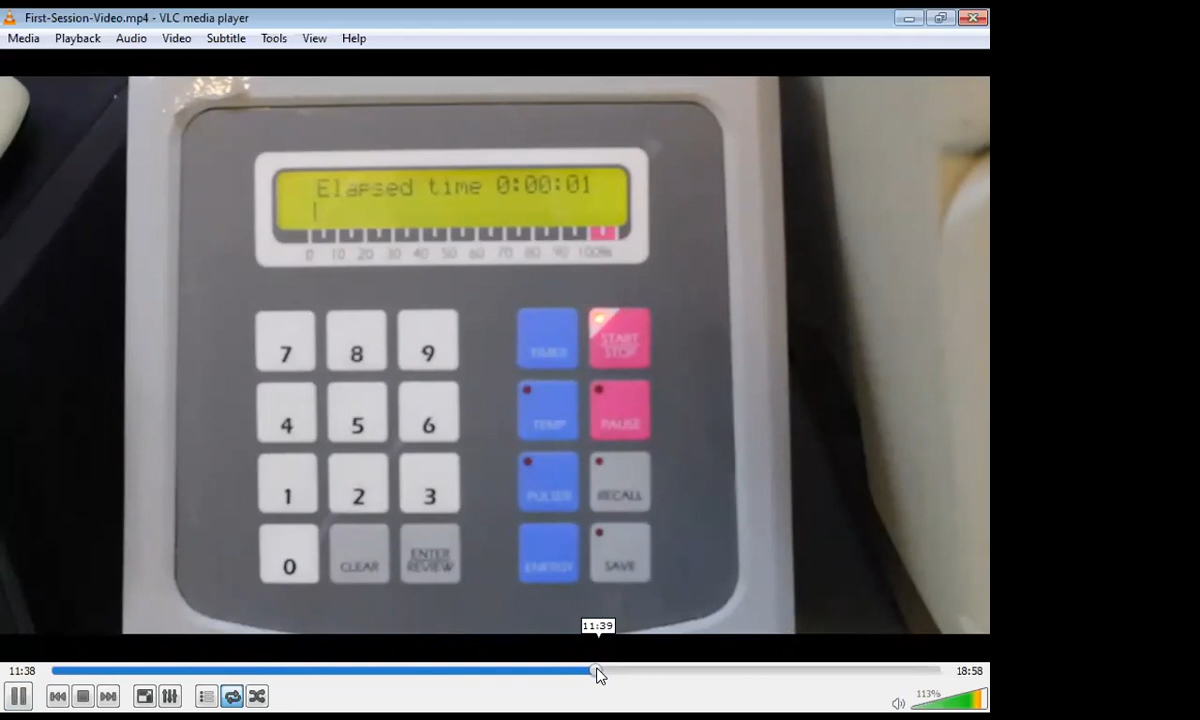 First-Session-Video.mp4 - VLC media player
Media Playback Audio Video Subtitle Tools View Help
Elapsed time 0:00:01
0 10 20 30 40 50 60 70 80 90 100%
7 8 9 TIMER START STOP
4 5 6 TEMP PAUSE
1 2 3 PULSER RECALL
0 CLEAR ENTER REVIEW ENERGY SAVE
11:39
11:38 18:58
113%